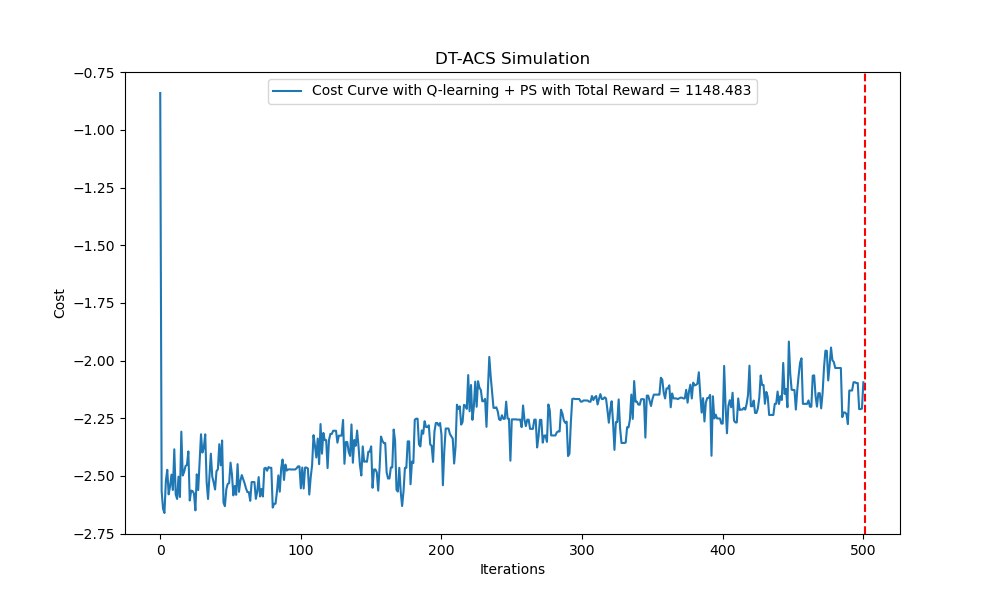 DT-ACS Simulation
Cost Curve with Q-learning + PS with Total Reward = 1148.483
−0.75
−1.00
−1.25
−1.50
−1.75
−2.00
−2.25
−2.50
−2.75
Cost
0 100 200 300 400 500
Iterations